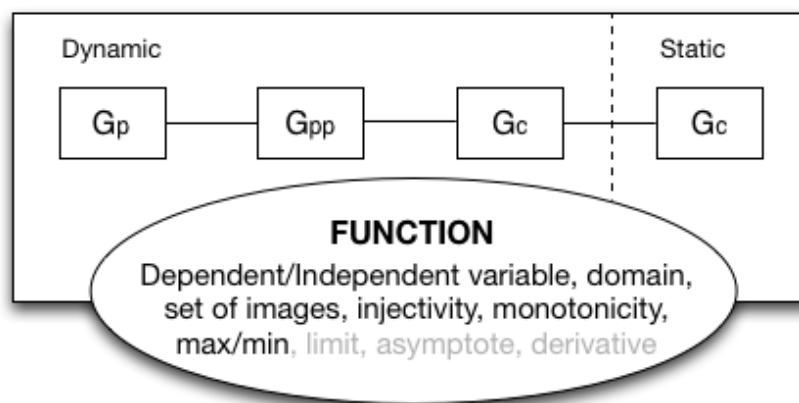 Dynamic Static
Gp Gpp Gc Gc
FUNCTION
Dependent/Independent variable, domain,
set of images, injectivity, monotonicity,
max/min, limit, asymptote, derivative